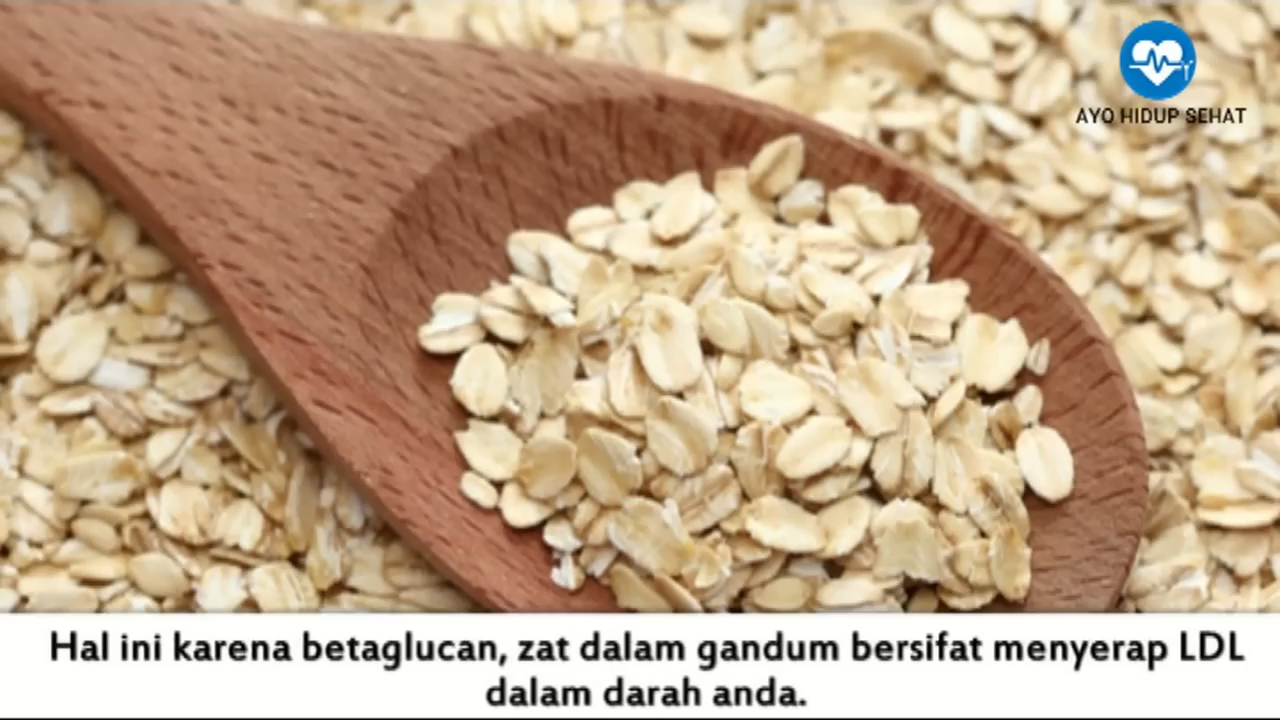 AYO HIDUP SEHAT
Hal ini karena betaglucan, zat dalam gandum bersifat menyerap LDL
dalam darah anda.